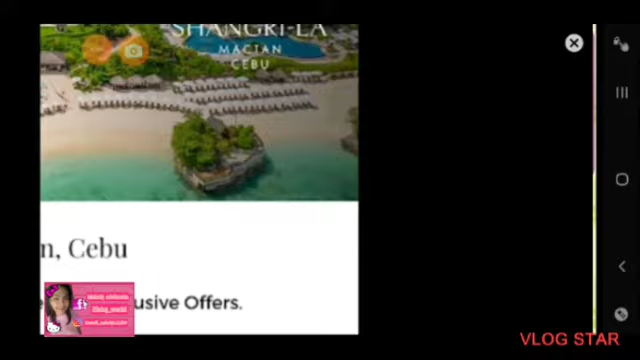 SHANGRI-LA
MACTAN
CEBU
n, Cebu
usive Offers.
VLOG STAR